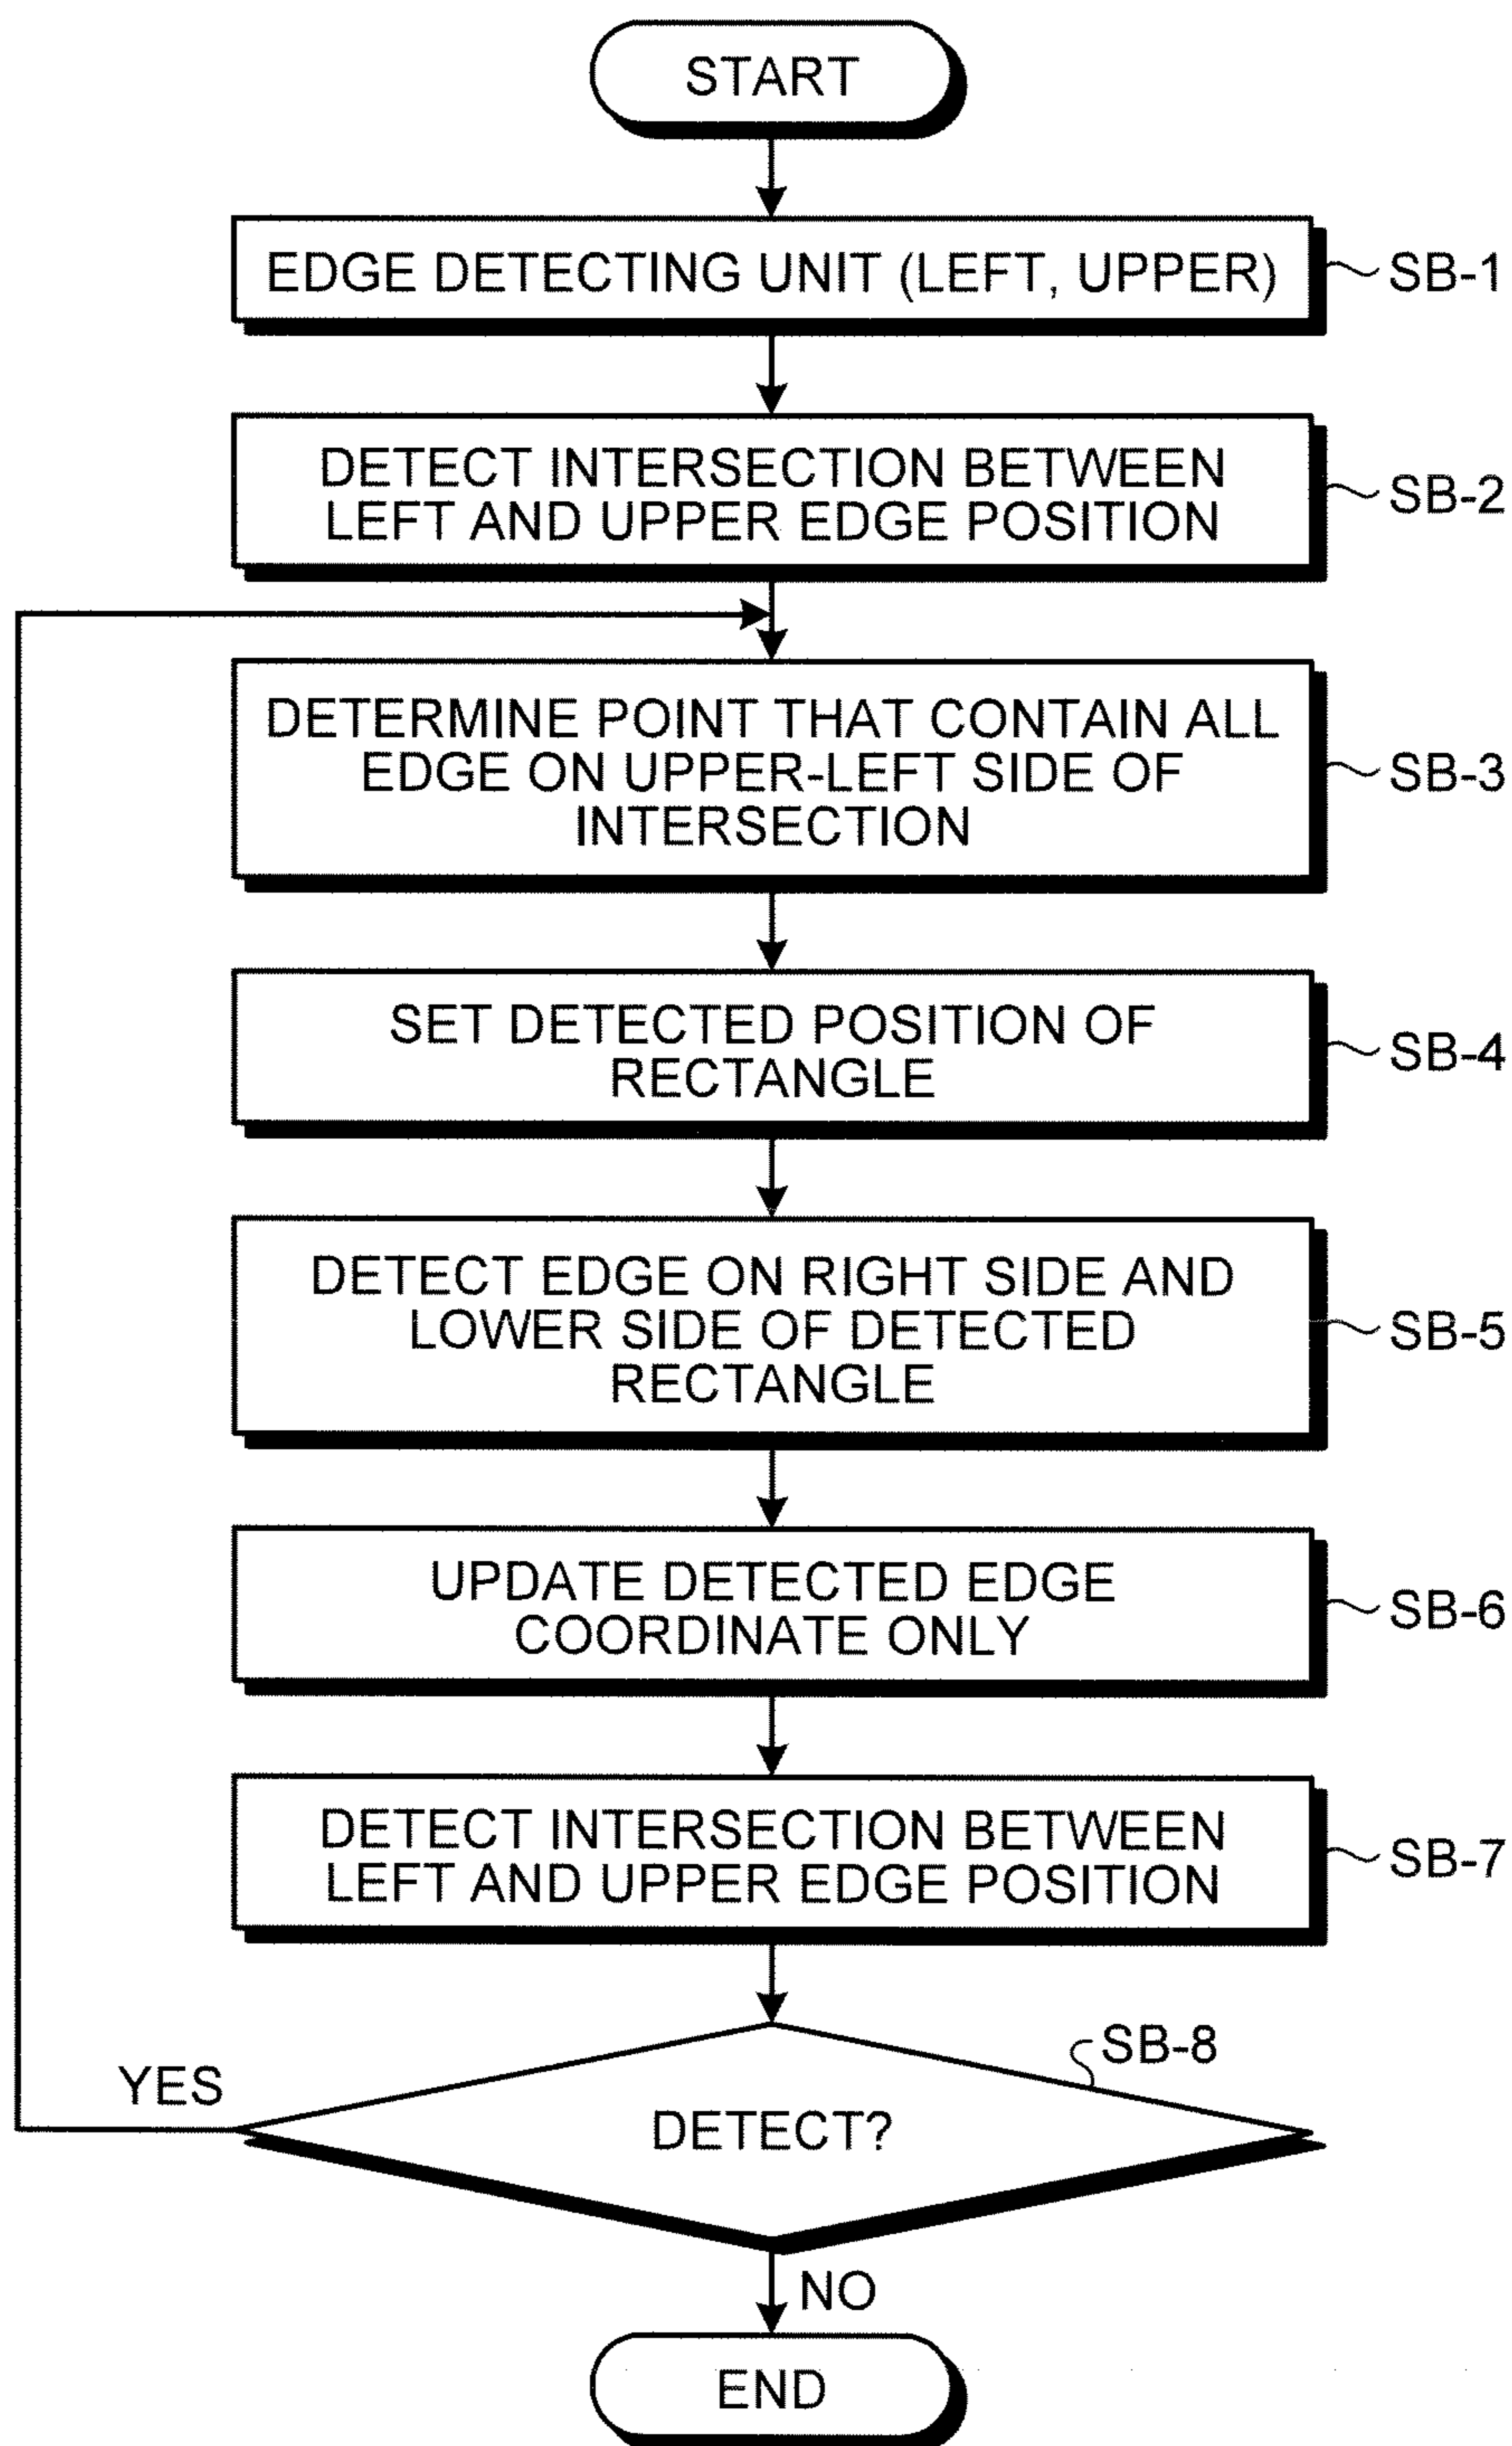 START
EDGE DETECTING UNIT (LEFT, UPPER)
SB-1
DETECT INTERSECTION BETWEEN
LEFT AND UPPER EDGE POSITION
SB-2
DETERMINE POINT THAT CONTAIN ALL
EDGE ON UPPER-LEFT SIDE OF
INTERSECTION
SB-3
SET DETECTED POSITION OF
RECTANGLE
SB-4
DETECT EDGE ON RIGHT SIDE AND
LOWER SIDE OF DETECTED
RECTANGLE
SB-5
UPDATE DETECTED EDGE
COORDINATE ONLY
SB-6
DETECT INTERSECTION BETWEEN
LEFT AND UPPER EDGE POSITION
SB-7
SB-8
YES
DETECT?
NO
END